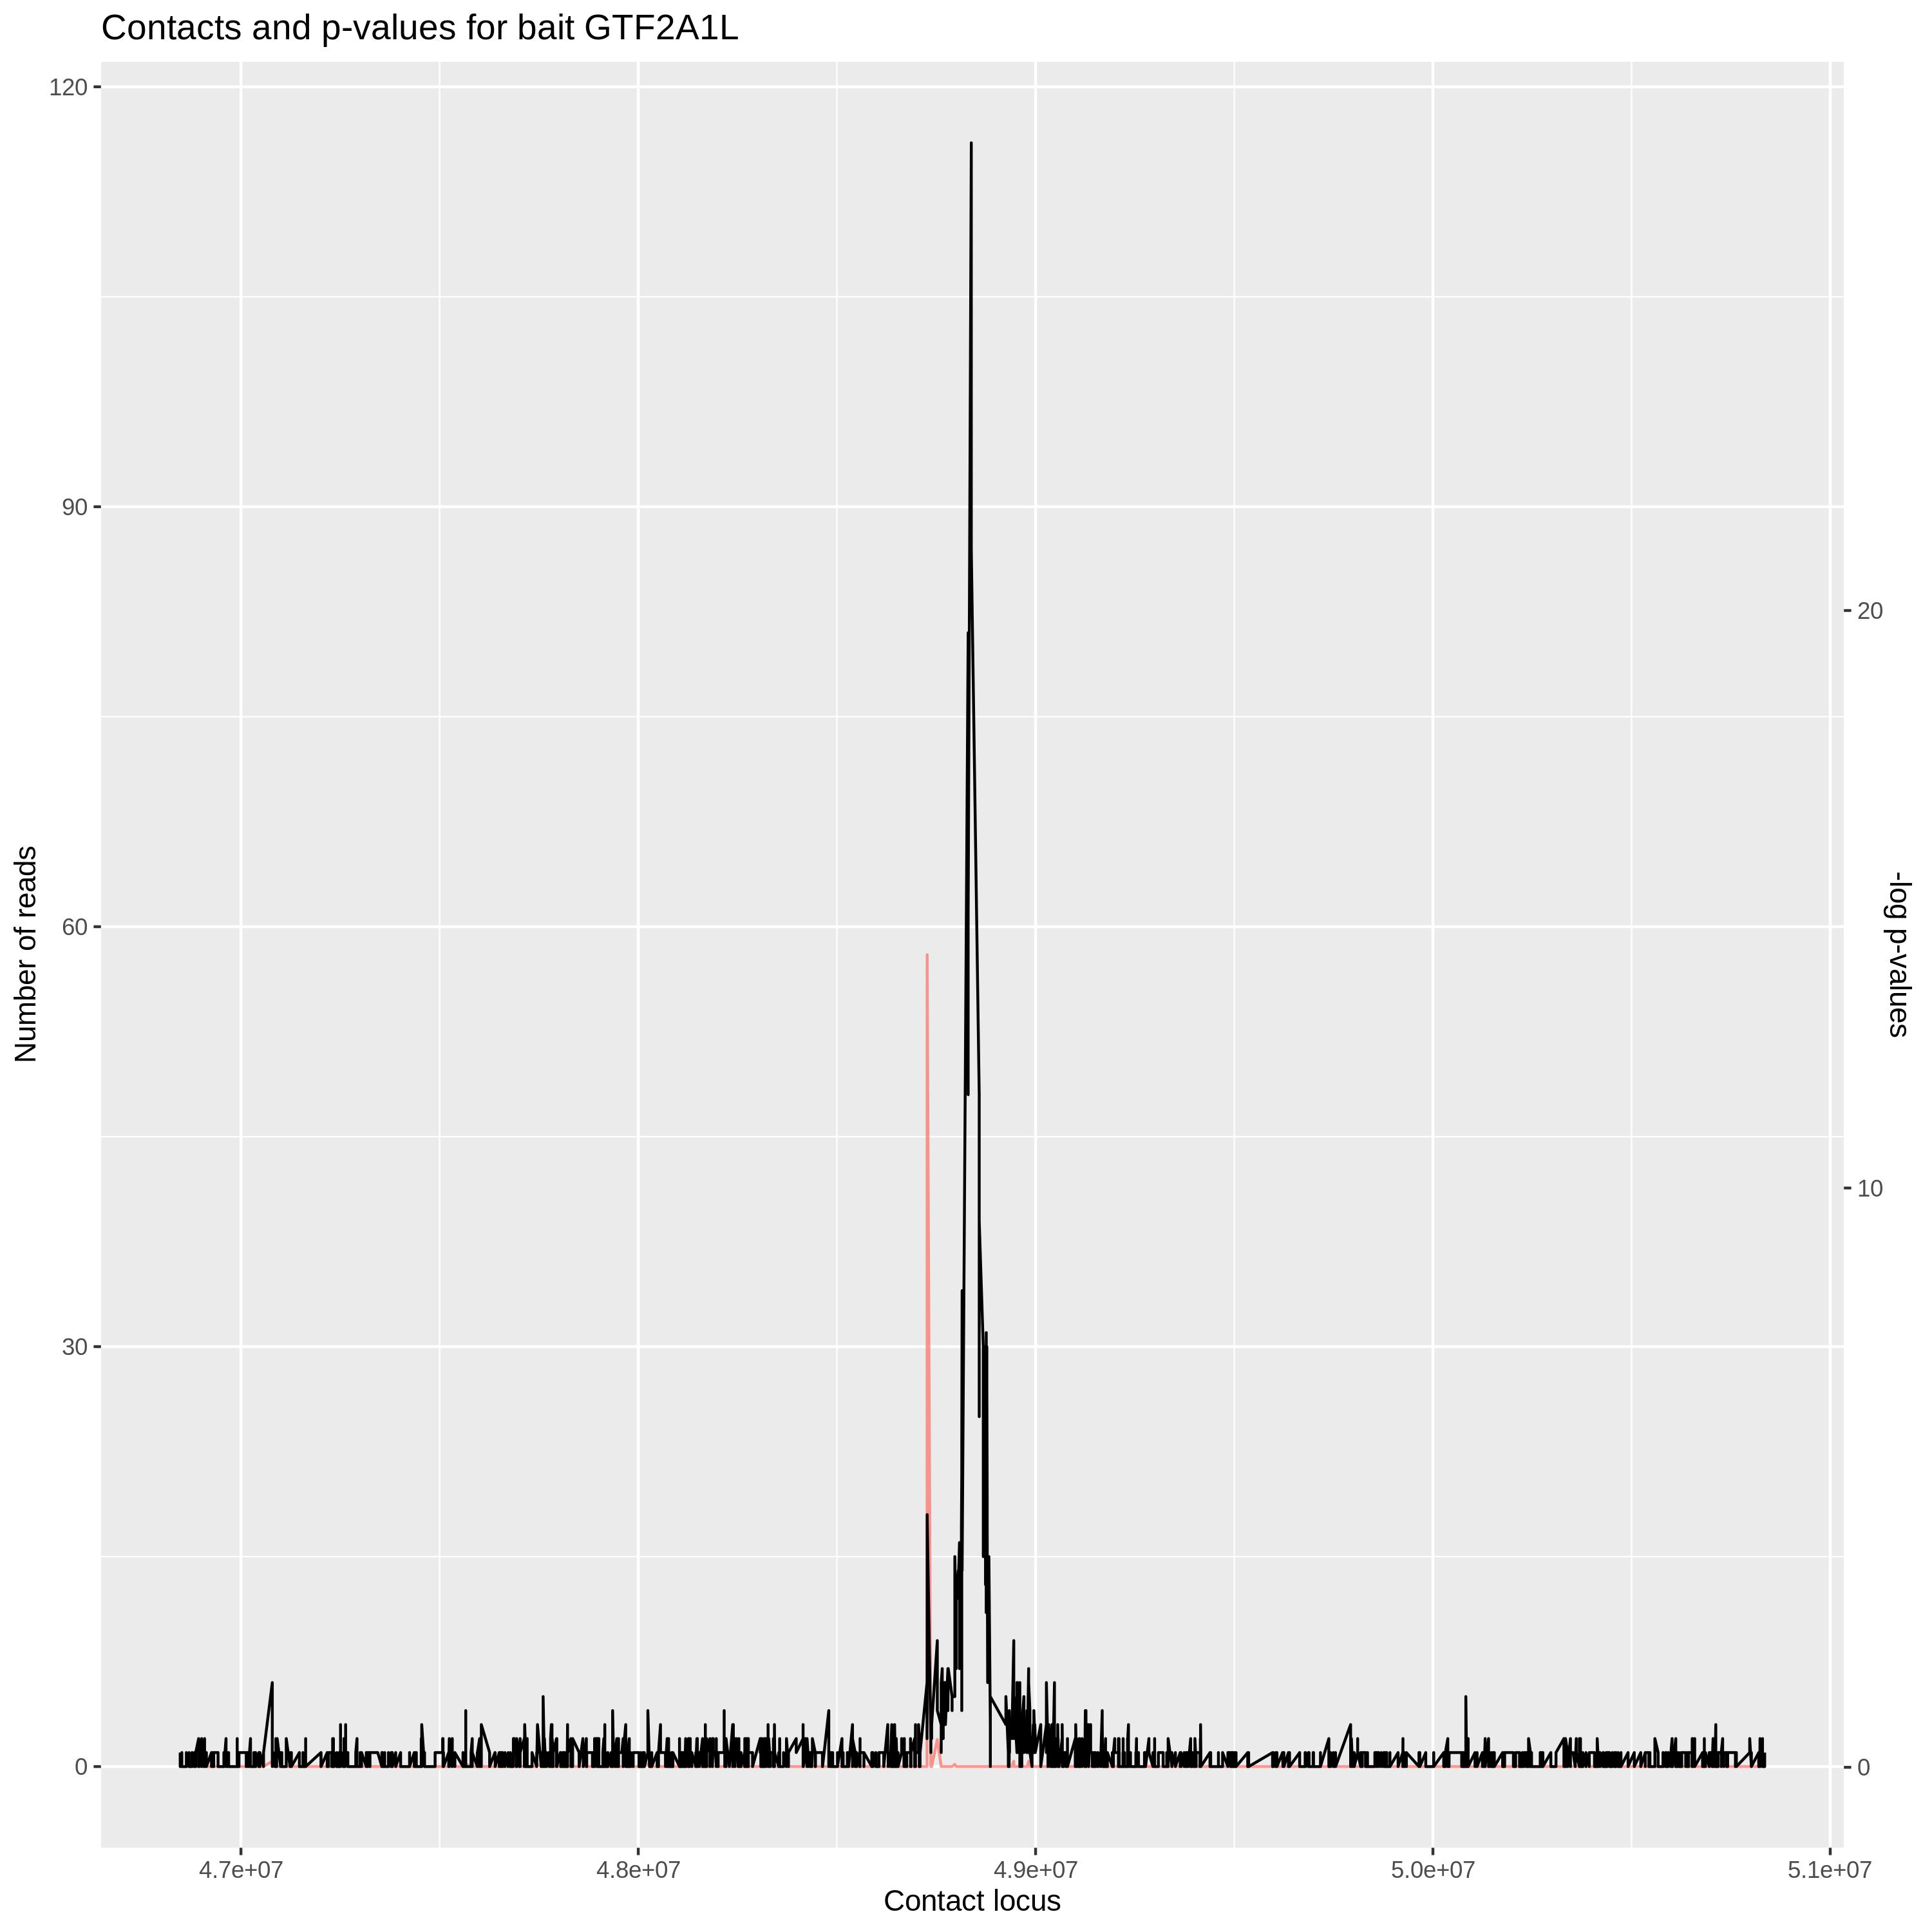 Contacts and p-values for bait GTF2A1L
120
90
60
30
0
Number of reads
20
10
0
-log p-values
4.7e+07
4.8e+07
4.9e+07
5.0e+07
5.1e+07
Contact locus